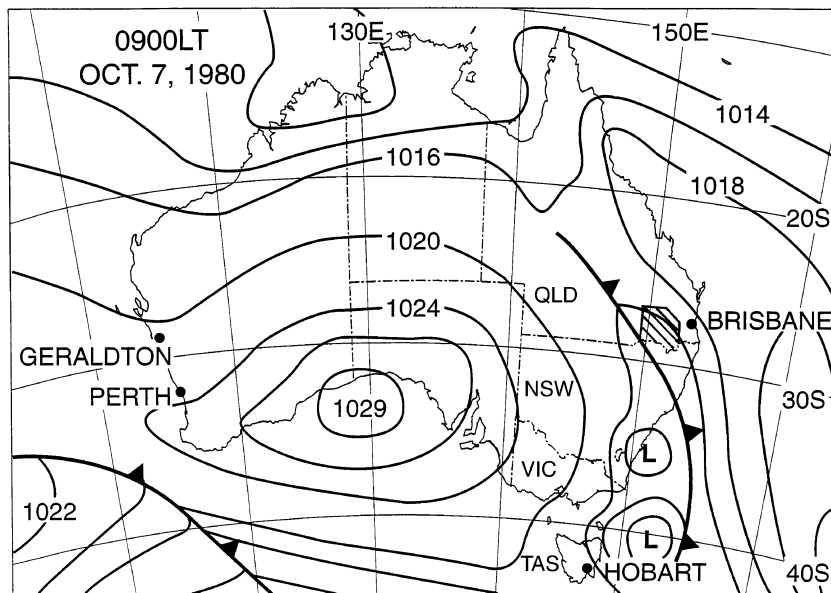 0900LT
OCT. 7, 1980
130E
150E
1014
1016
1018
20S
1020
QLD
1024
BRISBANE
GERALDTON
PERTH
1029
NSW
30S
VIC
L
1022
L
TAS
HOBART
40S